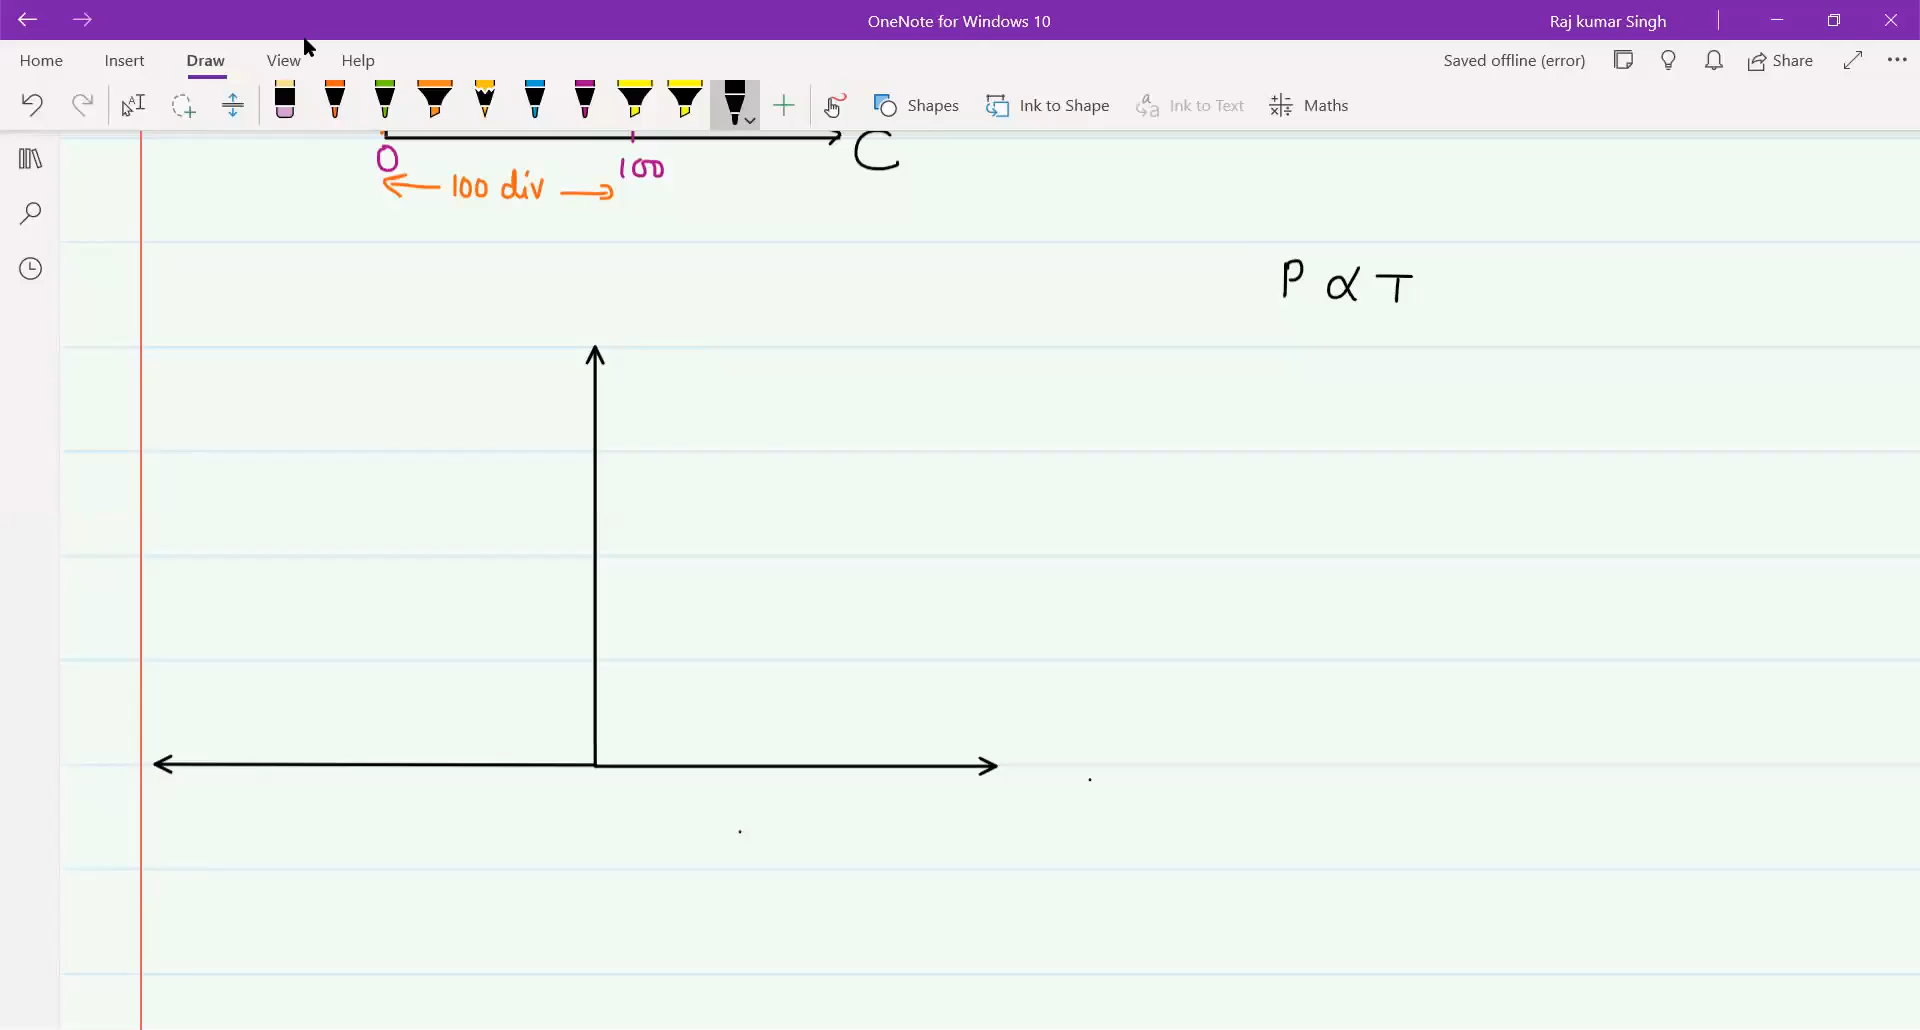 OneNote for Windows 10
Raj kumar Singh
Home Insert Draw View Help
Saved offline (error) Share
Shapes Ink to Shape Ink to Text Maths
0 100 C
100 div
P ∝ T